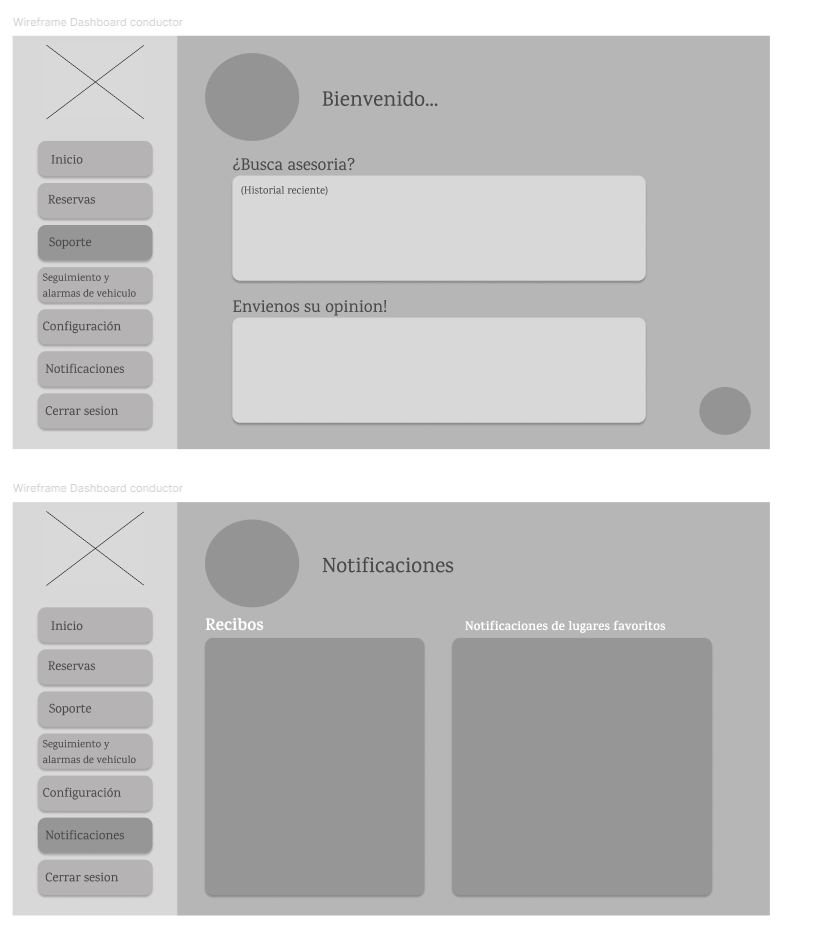 Wireframe Dashboard conductor
Bienvenido...
Inicio
Reservas
Soporte
Seguimiento y
alarmas de vehiculo
Configuración
Notificaciones
Cerrar sesion
¿Busca asesoria?
(Historial reciente)
Envienos su opinion!
Wireframe Dashboard conductor
Notificaciones
Inicio
Reservas
Soporte
Seguimiento y
alarmas de vehiculo
Configuración
Notificaciones
Cerrar sesion
Recibos
Notificaciones de lugares favoritos